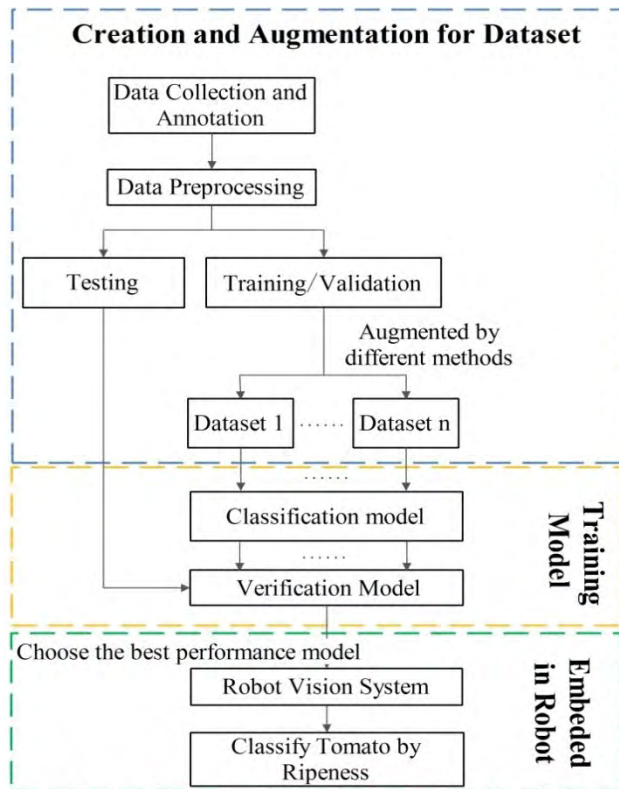 Creation and Augmentation for Dataset
Data Collection and
Annotation
Data Preprocessing
Testing
Training/Validation
Augmented by
different methods
Dataset 1
......
Dataset n
......
Classification model
......
Verification Model
Training
Model
Choose the best performance model
Robot Vision System
Classify Tomato by
Ripeness
Embeded
in Robot